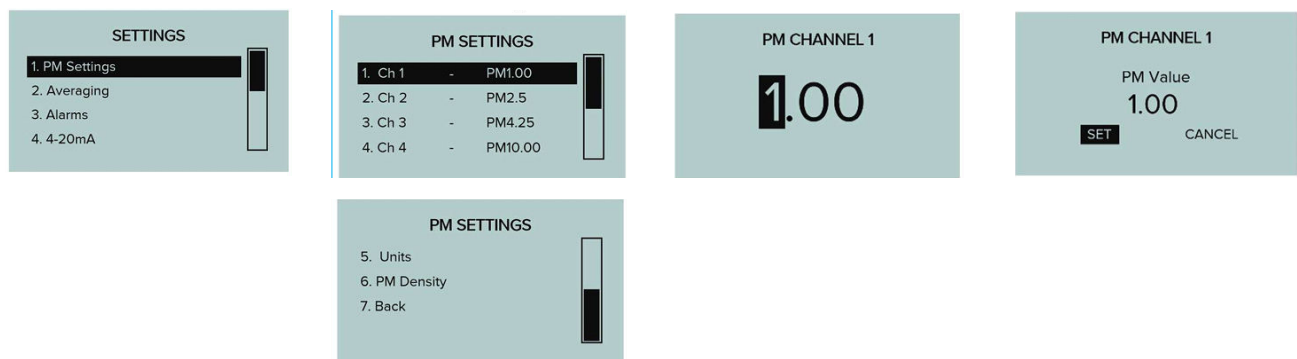 SETTINGS
1. PM Settings
2. Averaging
3. Alarms
4. 4-20mA
PM SETTINGS
1. Ch 1 - PM1.00
2. Ch 2 - PM2.5
3. Ch 3 - PM4.25
4. Ch 4 - PM10.00
PM CHANNEL 1
1.00
PM CHANNEL 1
PM Value
1.00
SET CANCEL
PM SETTINGS
5. Units
6. PM Density
7. Back